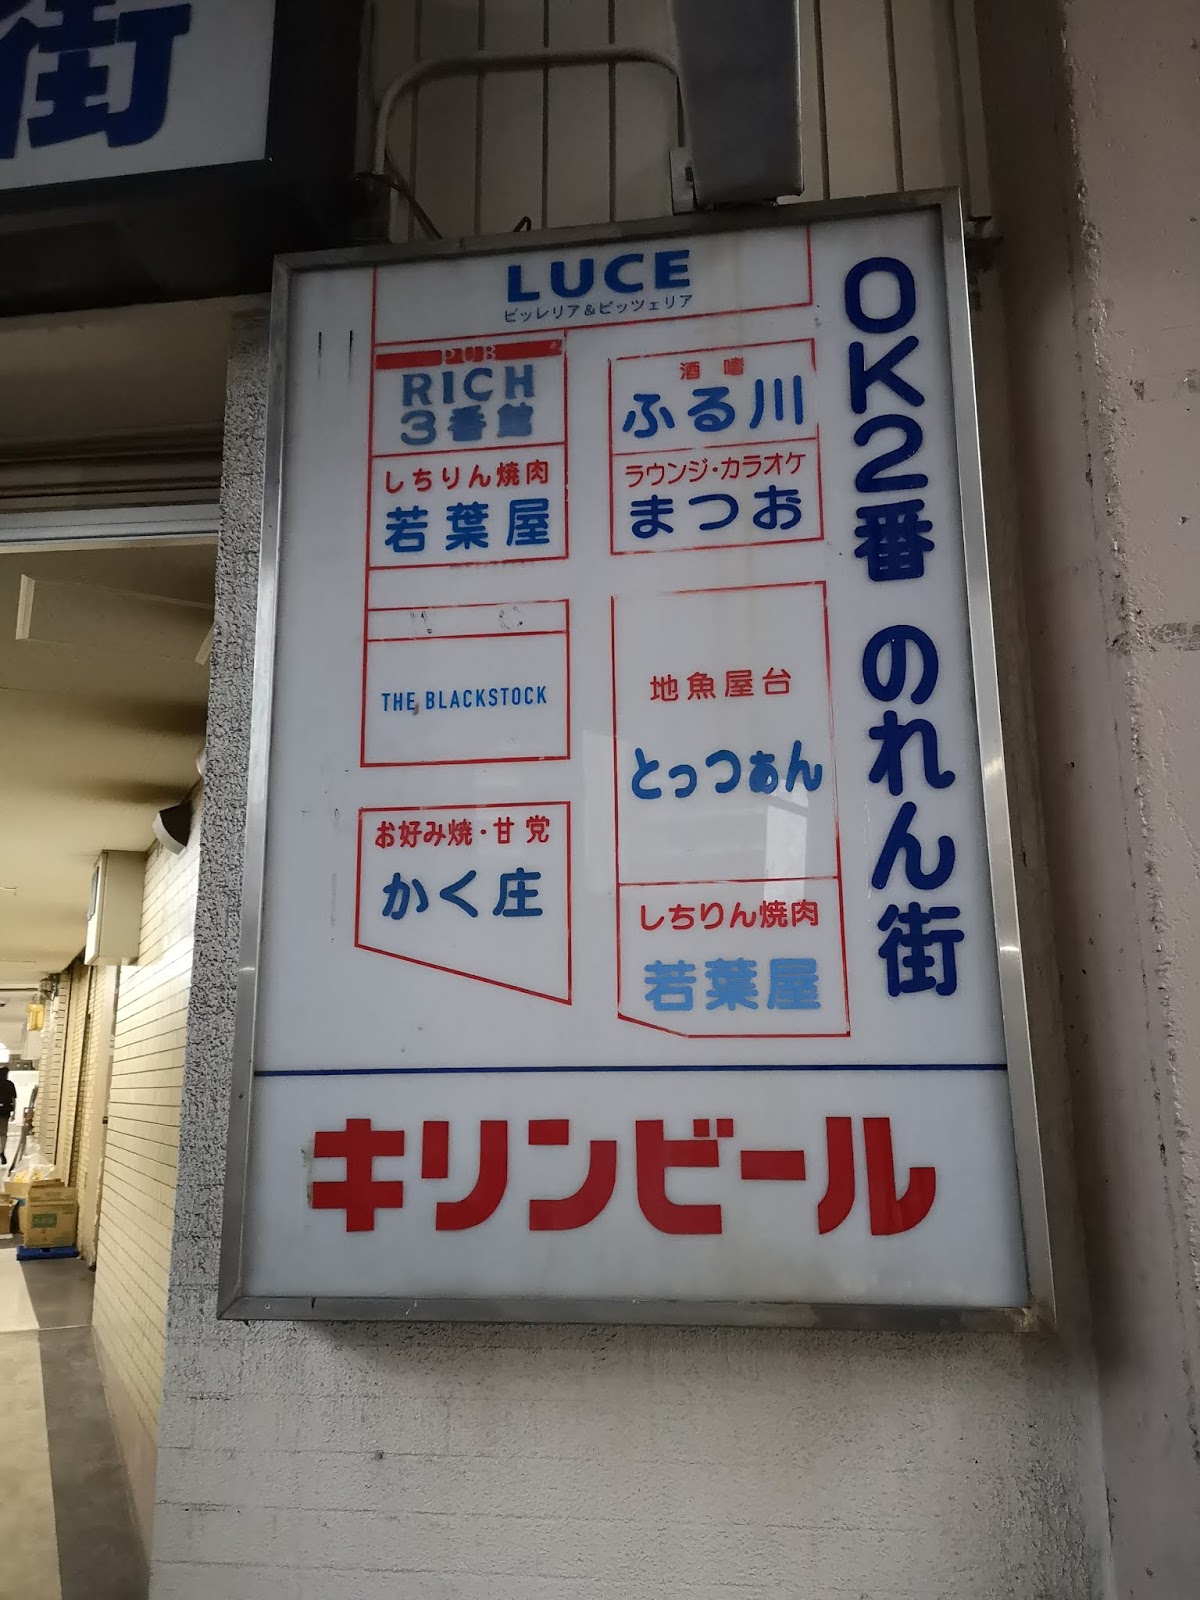 街
LUCE
ピッレリア&ピッツェリア
PUB
RICH
3番館
しちりん焼肉
若葉屋
THE BLACKSTOCK
お好み焼・甘党
かく庄
酒嗜
ふる川
ラウンジ・カラオケ
まつお
地魚屋台
とっつぁん
しちりん焼肉
若葉屋
OK2番 のれん街
キリンビール